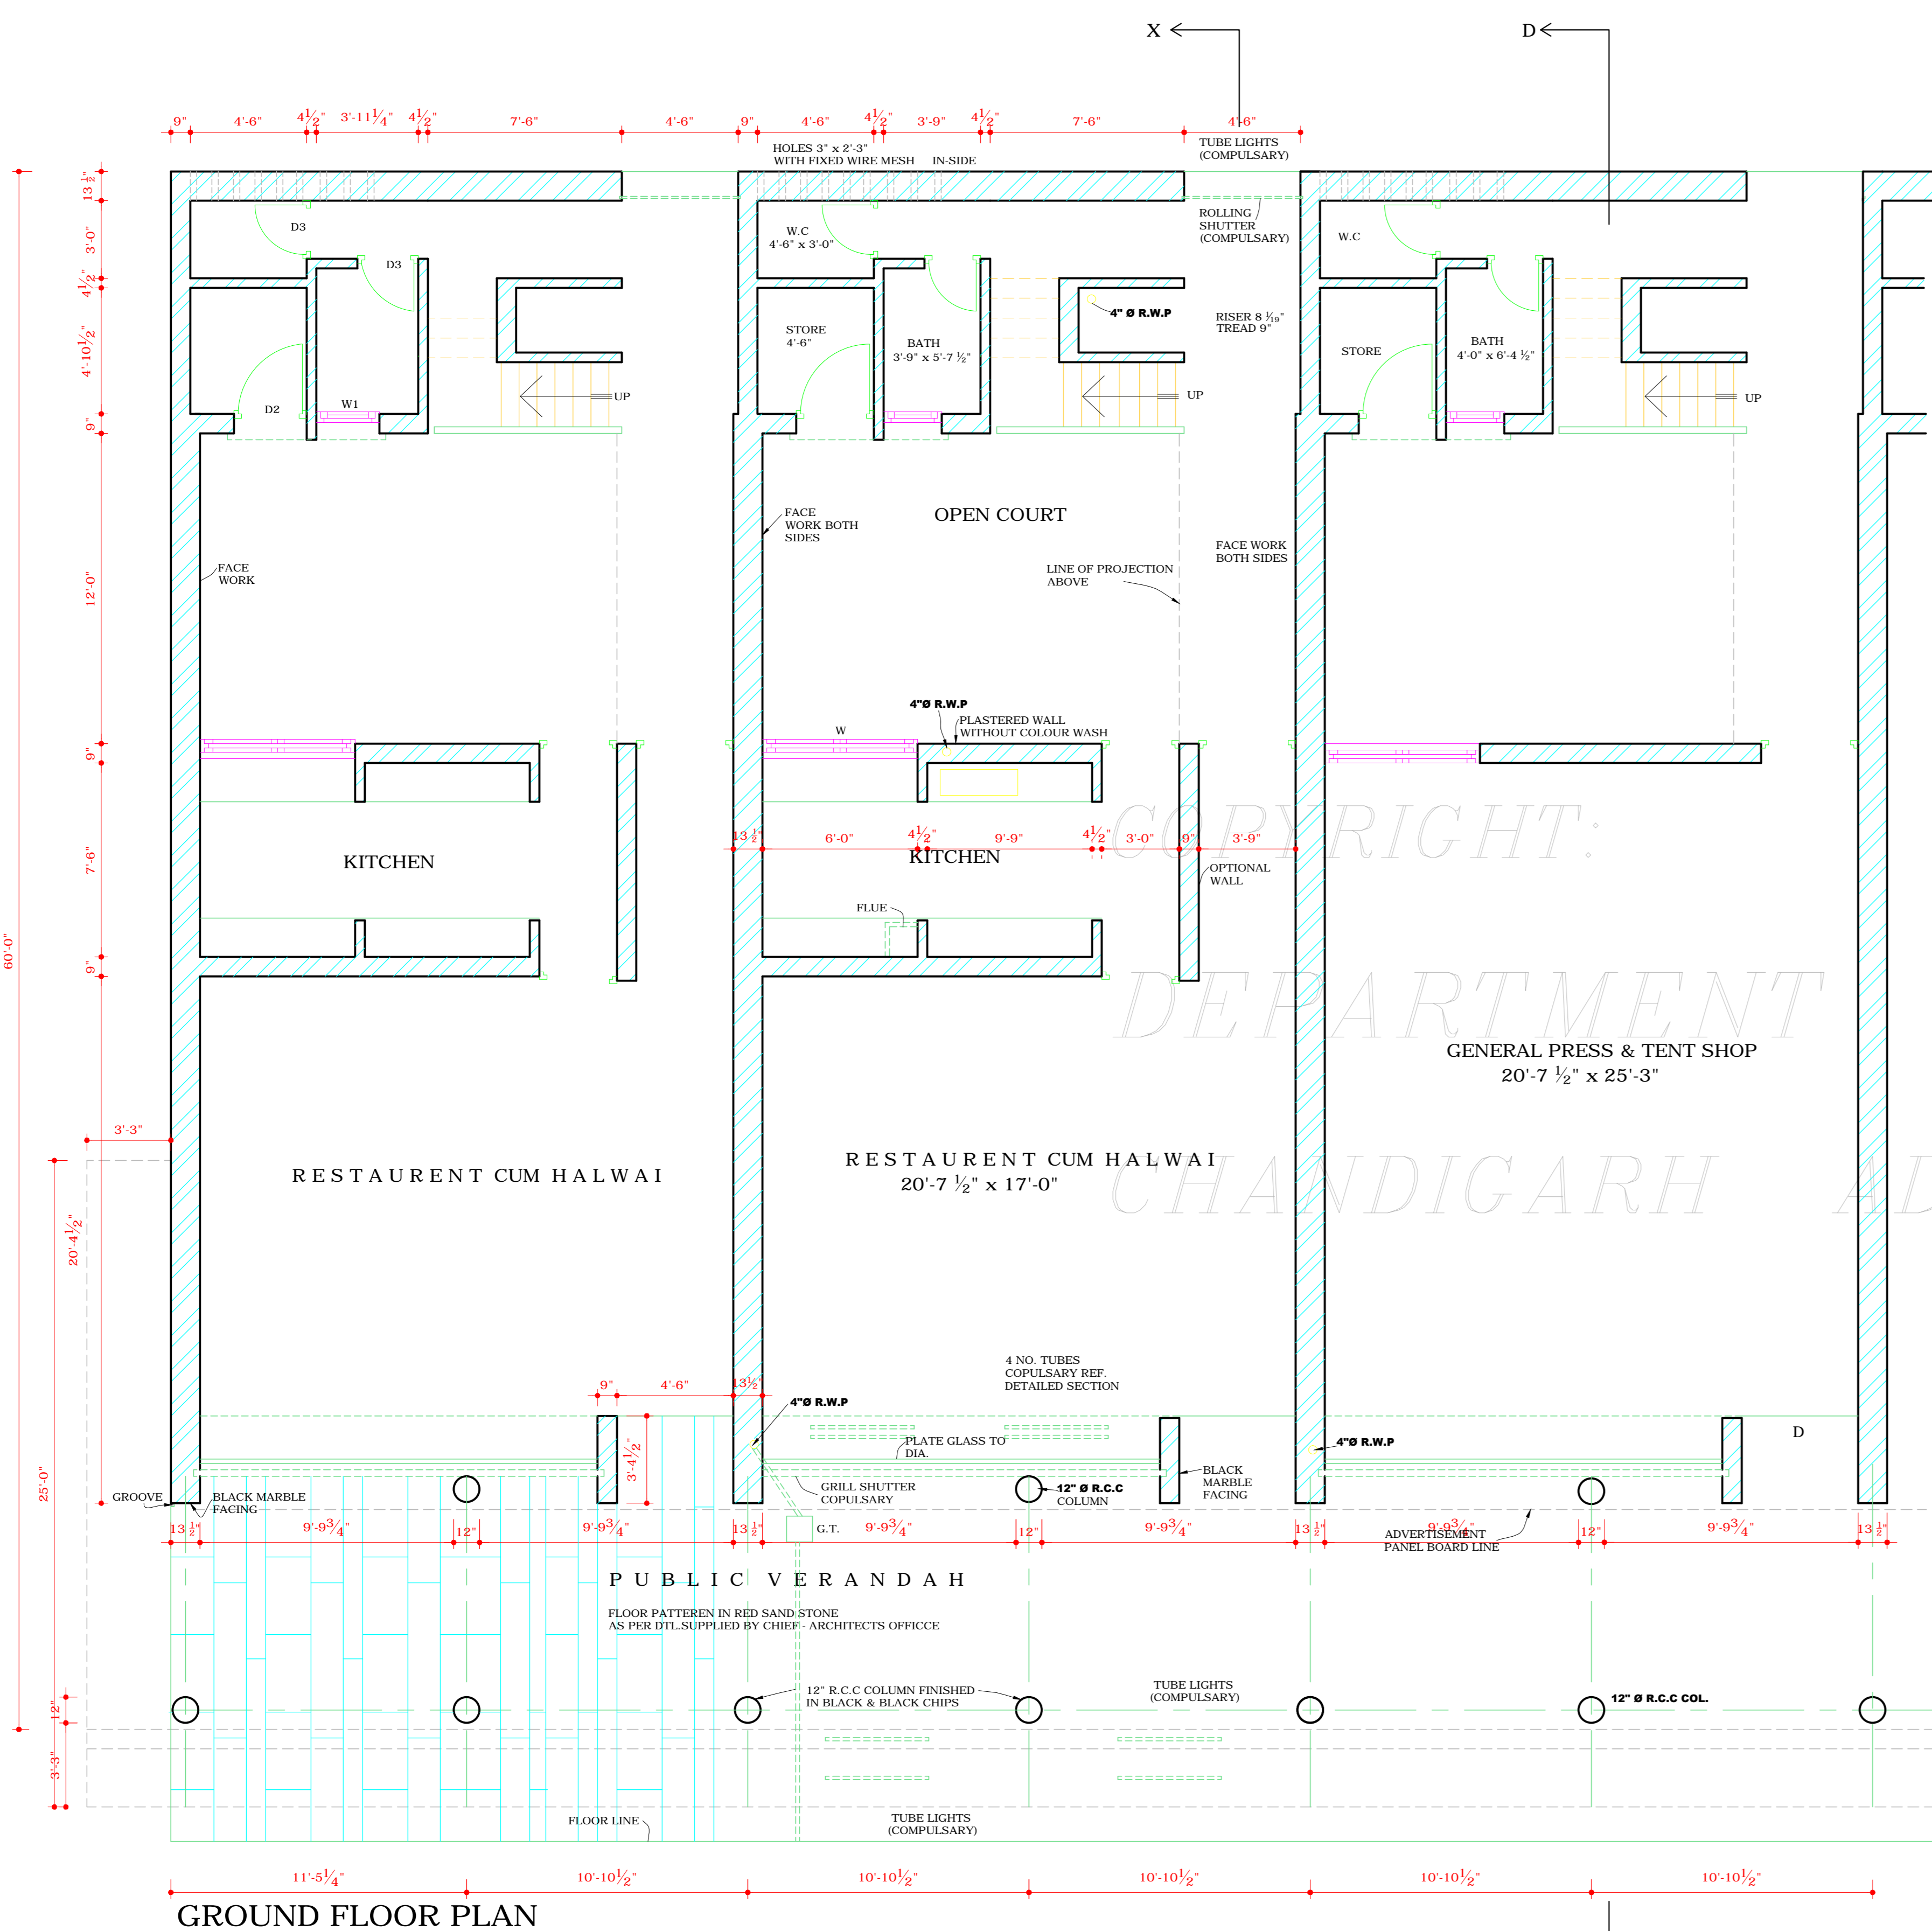 X
D
9"
4'-6"
4½"
3'-11¼"
4½"
7'-6"
4'-6"
9"
4'-6"
4½"
3'-9"
4½"
7'-6"
4'-6"
HOLES 3" x 2'-3"
WITH FIXED WIRE MESH IN-SIDE
TUBE LIGHTS
(COMPULSARY)
13 ½"
3'-0"
4½"
4'-10½"
9"
12'-0"
9"
7'-6"
9"
20'-4½"
60'-0"
25'-0"
12"
3'-3"
3'-3"
D3
D3
D2
W1
UP
W.C
4'-6" x 3'-0"
STORE
4'-6"
BATH
3'-9" x 5'-7 ½"
4" Ø R.W.P
UP
ROLLING
SHUTTER
(COMPULSARY)
RISER 8 1/19"
TREAD 9"
W.C
STORE
BATH
4'-0" x 6'-4 ½"
UP
FACE
WORK
FACE
WORK BOTH
SIDES
OPEN COURT
LINE OF PROJECTION
ABOVE
FACE WORK
BOTH SIDES
W
4"Ø R.W.P
PLASTERED WALL
WITHOUT COLOUR WASH
13 ½"
6'-0"
4½"
9'-9"
4½"
3'-0"
9"
3'-9"
KITCHEN
KITCHEN
OPTIONAL
WALL
FLUE
COPYRIGHT:
DEPARTMENT
CHANDIGARH AD
GENERAL PRESS & TENT SHOP
20'-7 ½" x 25'-3"
RESTAURENT CUM HALWAI
RESTAURENT CUM HALWAI
20'-7 ½" x 17'-0"
4 NO. TUBES
COPULSARY REF.
DETAILED SECTION
9"
4'-6"
13½"
3'-4½"
4"Ø R.W.P
PLATE GLASS TO
DIA.
GRILL SHUTTER
COPULSARY
12" Ø R.C.C
COLUMN
BLACK
MARBLE
FACING
4"Ø R.W.P
D
GROOVE
BLACK MARBLE
FACING
G.T.
ADVERTISEMENT
PANEL BOARD LINE
13 ½"
9'-9¾"
12"
9'-9¾"
13 ½"
9'-9¾"
12"
9'-9¾"
13 ½"
9'-9¾"
12"
9'-9¾"
13 ½"
PUBLIC VERANDAH
FLOOR PATTEREN IN RED SAND STONE
AS PER DTL.SUPPLIED BY CHIEF - ARCHITECTS OFFICCE
12" R.C.C COLUMN FINISHED
IN BLACK & BLACK CHIPS
TUBE LIGHTS
(COMPULSARY)
12" Ø R.C.C COL.
FLOOR LINE
TUBE LIGHTS
(COMPULSARY)
11'-5¼"
10'-10½"
10'-10½"
10'-10½"
10'-10½"
10'-10½"
GROUND FLOOR PLAN